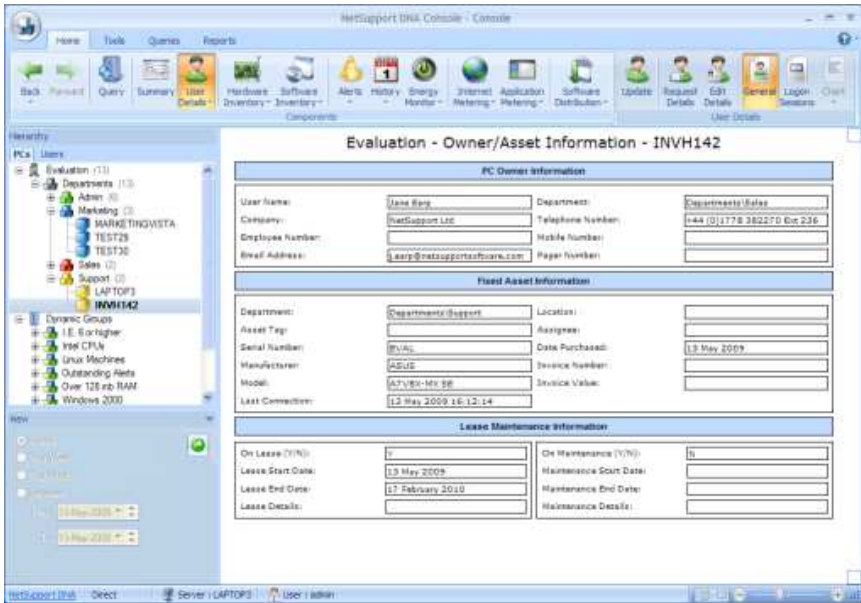 NetSupport DNA Console - Console
Home Tools Queries Reports
Back Forward Query Summary User Details Hardware Inventory Software Inventory Alerts History Energy Monitor Internet Metering Application Metering Software Distribution Update Request Details Edit Details General Logon Sessions Chart
Components User Details
Hierarchy
PCs Users
Evaluation (13)
Departments (13)
Admin (6)
Marketing (3)
MARKETINGVISTA
TEST29
TEST30
Sales (2)
Support (2)
LAPTOP3
INVH142
Dynamic Groups
I.E. 6 or higher
Intel CPUs
Linux Machines
Outstanding Alerts
Over 128 mb RAM
Windows 2000
View
Evaluation - Owner/Asset Information - INVH142
PC Owner Information
User Name: Jane Earp Department: Departments\Sales
Company: NetSupport Ltd Telephone Number: +44 (0)1778 382270 Ext 236
Employee Number: Mobile Number:
Email Address: j.earp@netsupportsoftware.com Pager Number:
Fixed Asset Information
Department: Departments\Support Location:
Asset Tag: Assignee:
Serial Number: EVAL Date Purchased: 13 May 2009
Manufacturer: ASUS Invoice Number:
Model: A7V8X-MX SE Invoice Value:
Last Connection: 13 May 2009 16:12:14
Lease Maintenance Information
On Lease (Y/N): Y On Maintenance (Y/N): N
Lease Start Date: 13 May 2009 Maintenance Start Date:
Lease End Date: 17 February 2010 Maintenance End Date:
Lease Details: Maintenance Details:
NetSupport DNA Direct Server : LAPTOP3 User : admin